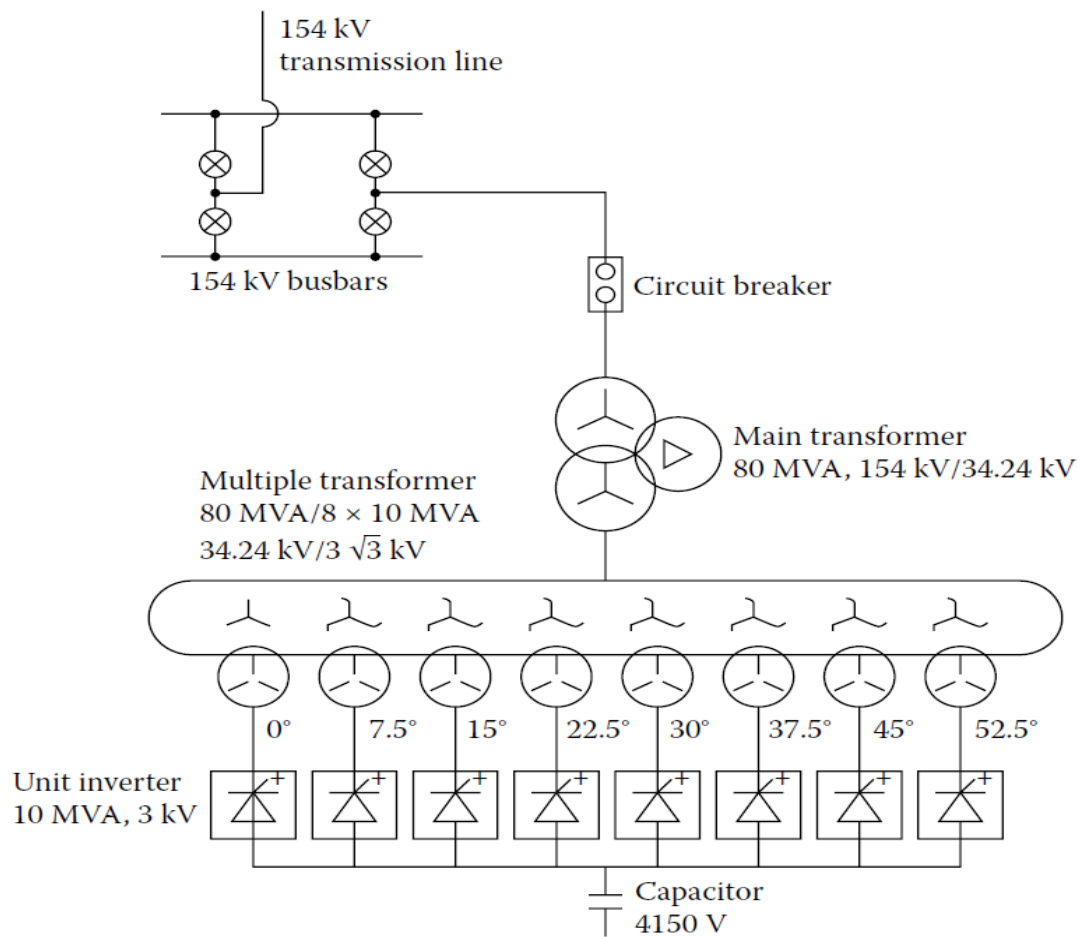 154 kV
transmission line
154 kV busbars
Circuit breaker
Main transformer
80 MVA, 154 kV/34.24 kV
Multiple transformer
80 MVA/8 × 10 MVA
34.24 kV/3 √3 kV
0° 7.5° 15° 22.5° 30° 37.5° 45° 52.5°
Unit inverter
10 MVA, 3 kV
+ + + + + + + +
Capacitor
4150 V